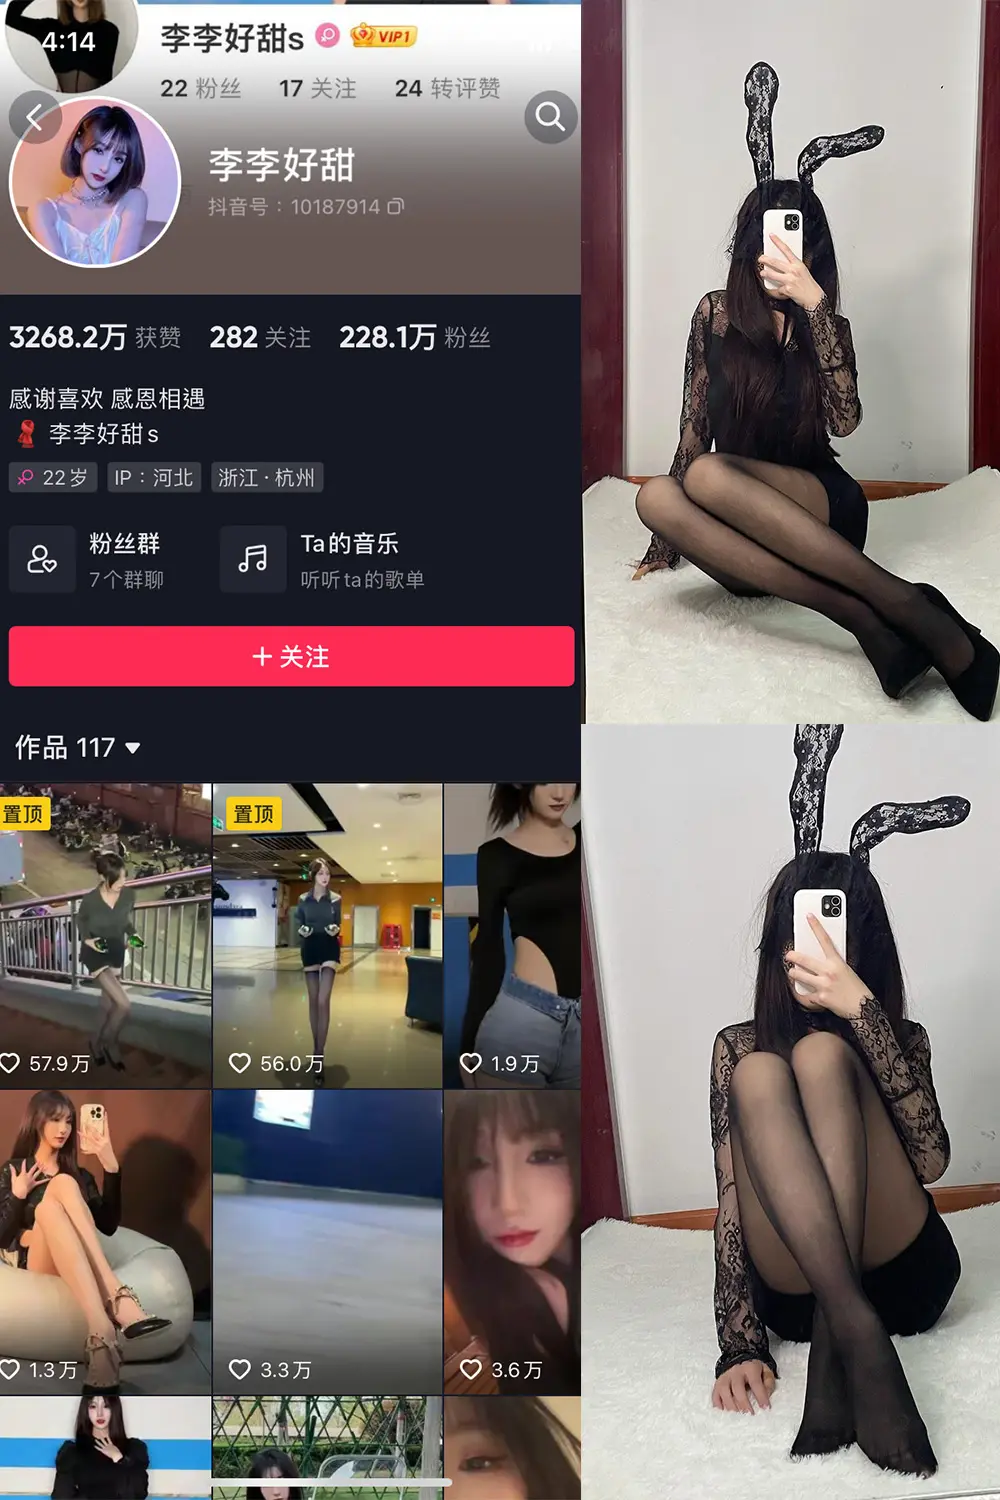 4:14
李李好甜s
VIP1
22 粉丝 17 关注 24 转评赞
李李好甜
抖音号：10187914
3268.2万 获赞 282 关注 228.1万 粉丝
感谢喜欢 感恩相遇
李李好甜s
22岁 IP：河北 浙江·杭州
粉丝群
7个群聊
Ta的音乐
听听ta的歌单
+ 关注
作品 117
置顶
57.9万
置顶
56.0万
1.9万
1.3万
3.3万
3.6万